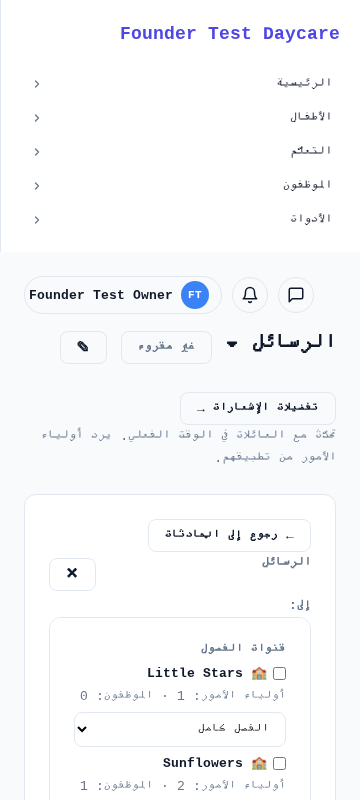 Founder Test Daycare
الرئيسية
الأطفال
التعلّم
الموظفون
الأدوات
Founder Test Owner FT
الرسائل
غير مقروء
تفضيلات الإشعارات →
تحدّث مع العائلات في الوقت الفعلي. يرد أولياء
الأمور من تطبيقهم.
← رجوع إلى المحادثات
الرسائل
إلى:
قنوات الفصول
🏫 Little Stars
أولياء الأمور: 1 · الموظفون: 0
الفصل كامل
🏫 Sunflowers
أولياء الأمور: 2 · الموظفون: 1